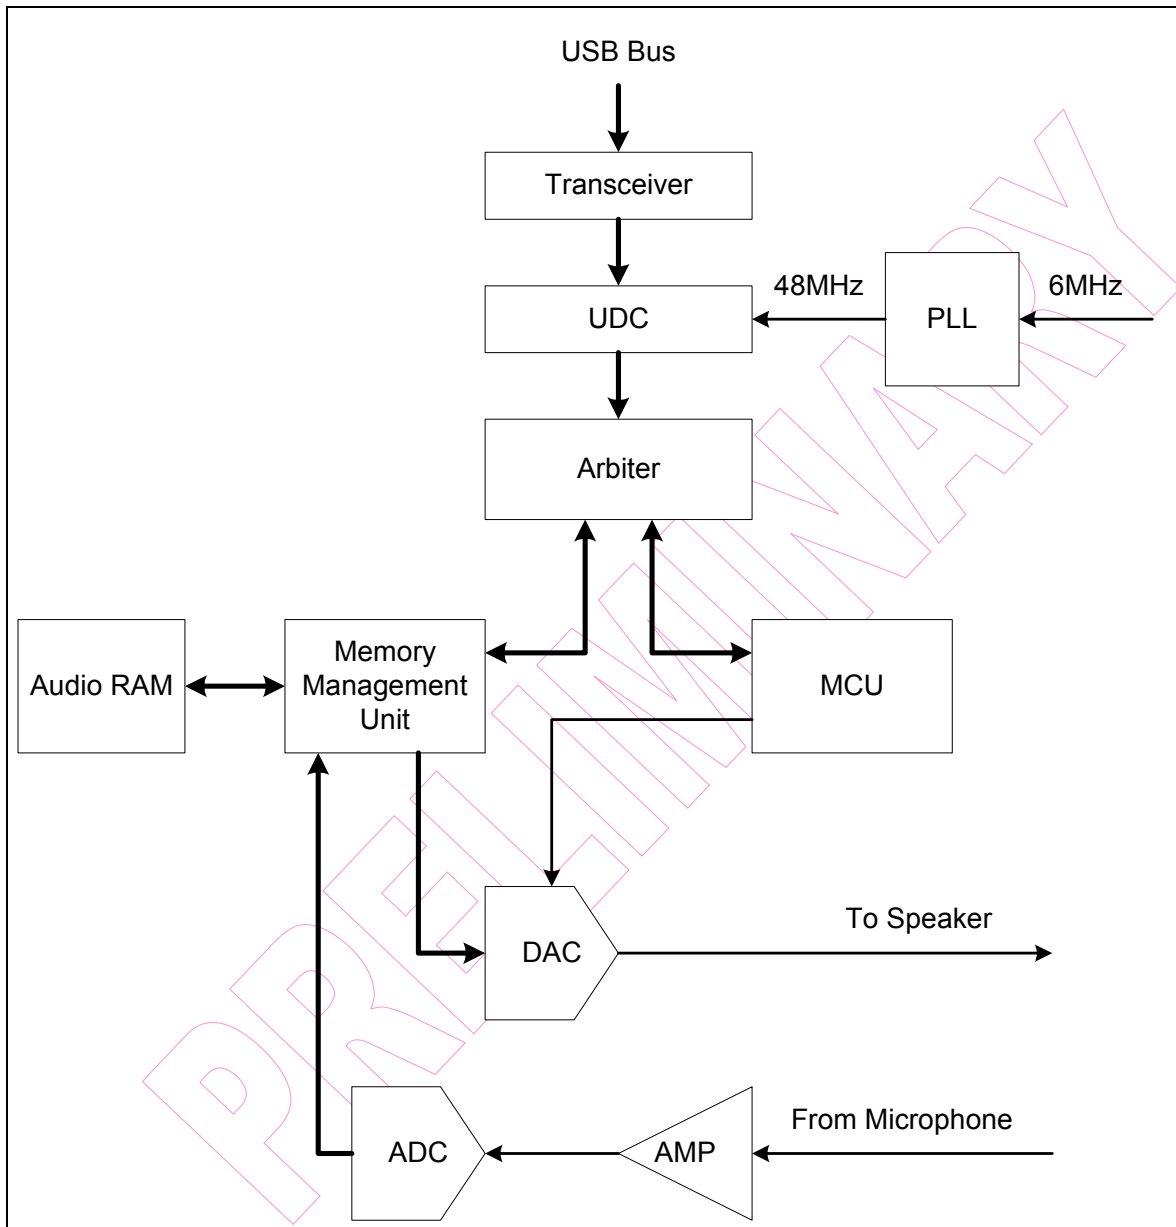 USB Bus
Transceiver
48MHz
6MHz
UDC
PLL
Arbiter
Audio RAM
Memory
Management
Unit
MCU
To Speaker
DAC
From Microphone
ADC
AMP
PRELIMINARY